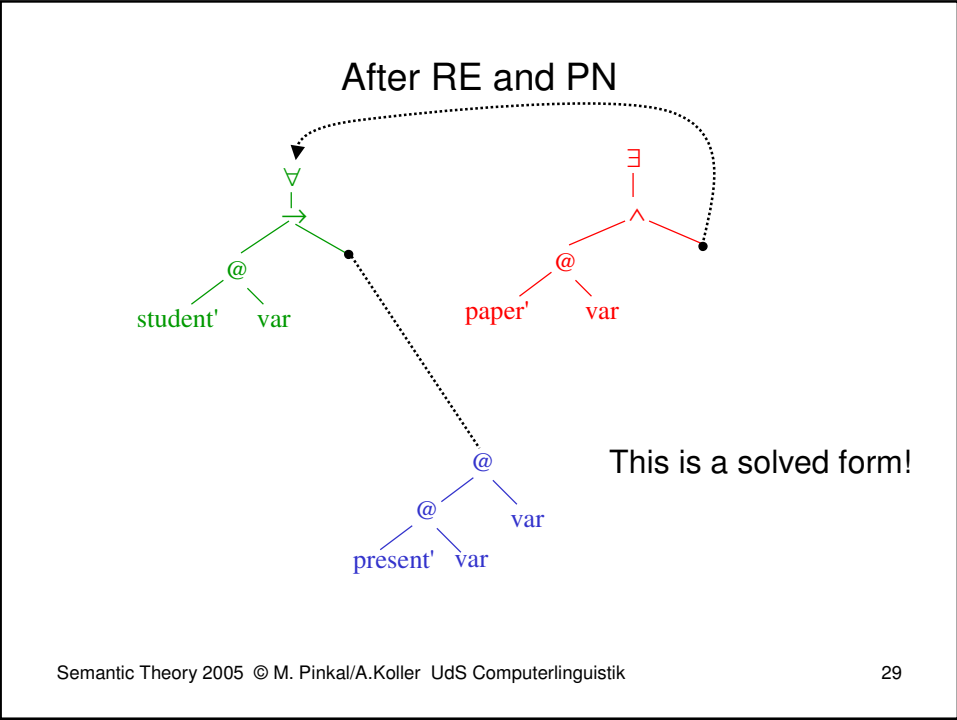 After RE and PN
∀
∃
→
∧
@
@
student' var
paper' var
@
This is a solved form!
@
var
present' var
Semantic Theory 2005 © M. Pinkal/A.Koller UdS Computerlinguistik 29